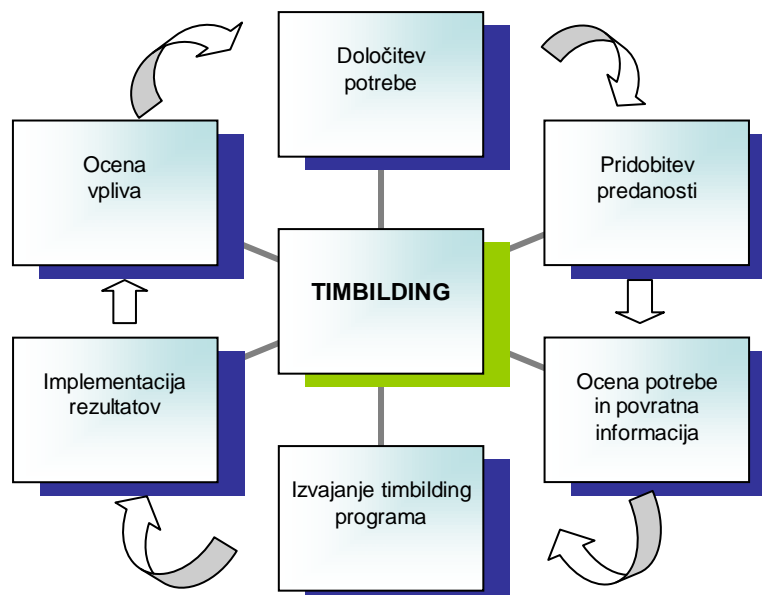 Določitev
potrebe
Ocena
vpliva
Pridobitev
predanosti
TIMBILDING
Implementacija
rezultatov
Ocena potrebe
in povratna
informacija
Izvajanje timbilding
programa